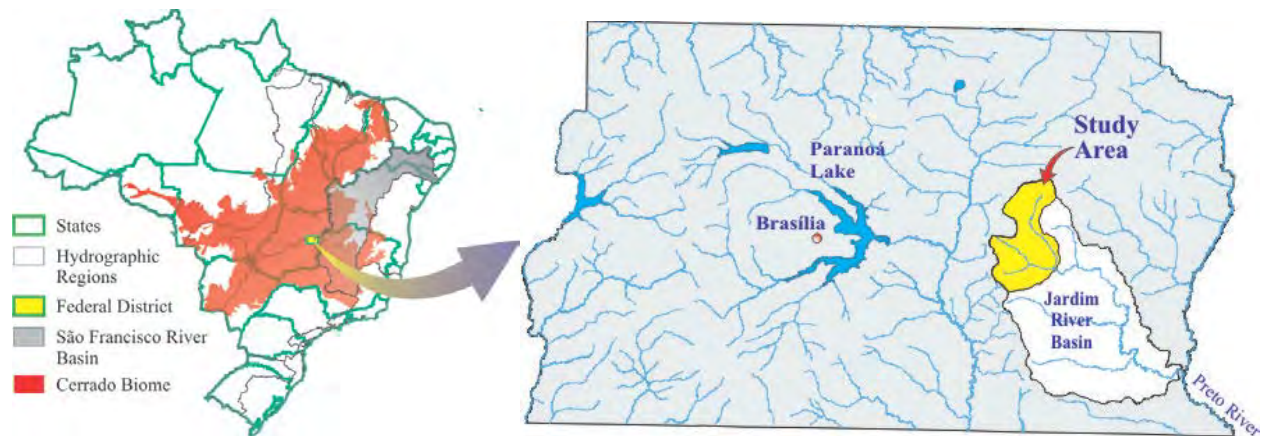 States
Hydrographic
Regions
Federal District
São Francisco River
Basin
Cerrado Biome
Paranoá
Lake
Brasília
Study
Area
Jardim
River
Basin
Preto River